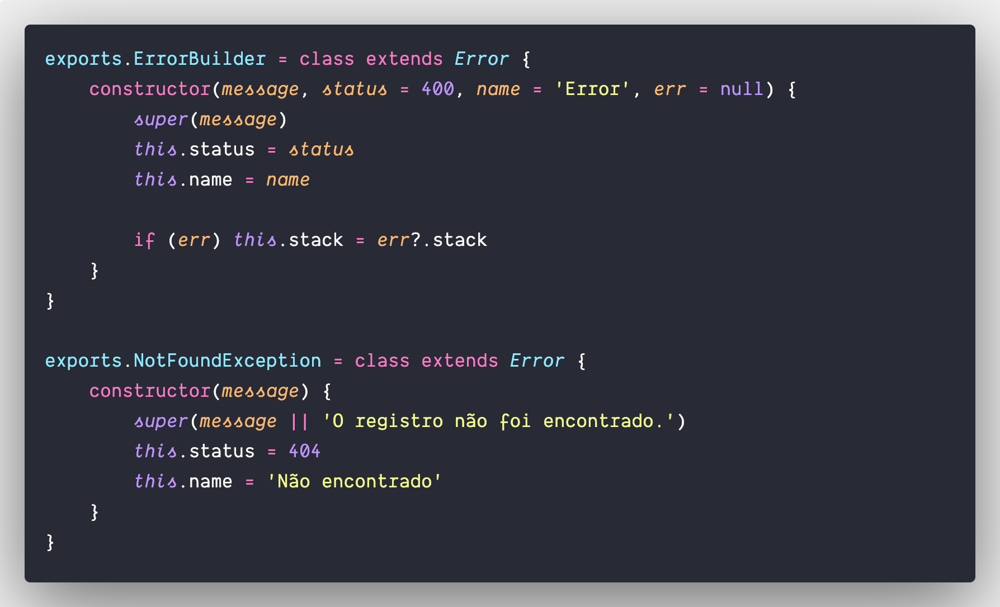 exports.ErrorBuilder = class extends Error {
    constructor(message, status = 400, name = 'Error', err = null) {
        super(message)
        this.status = status
        this.name = name

        if (err) this.stack = err?.stack
    }
}

exports.NotFoundException = class extends Error {
    constructor(message) {
        super(message || 'O registro não foi encontrado.')
        this.status = 404
        this.name = 'Não encontrado'
    }
}